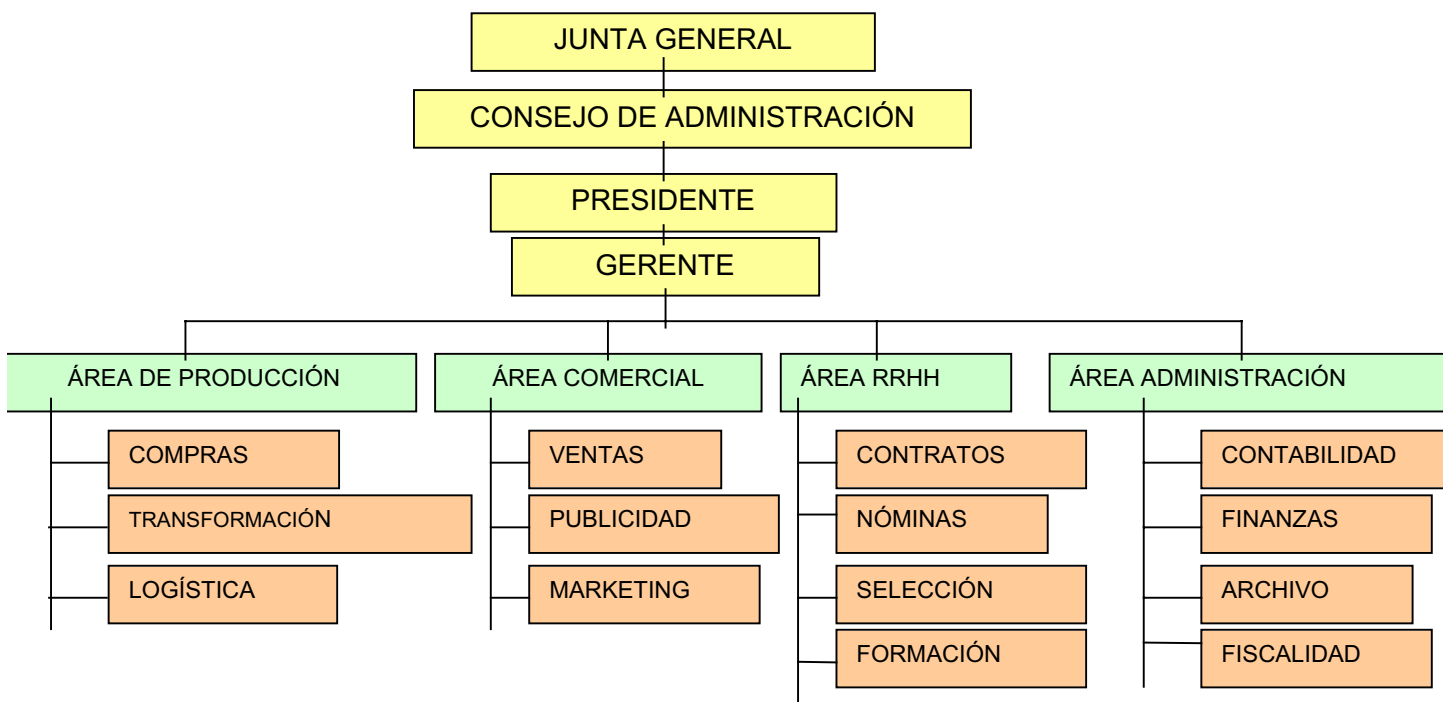 JUNTA GENERAL
CONSEJO DE ADMINISTRACIÓN
PRESIDENTE
GERENTE
ÁREA DE PRODUCCIÓN
COMPRAS
TRANSFORMACIÓN
LOGÍSTICA
ÁREA COMERCIAL
VENTAS
PUBLICIDAD
MARKETING
ÁREA RRHH
CONTRATOS
NÓMINAS
SELECCIÓN
FORMACIÓN
ÁREA ADMINISTRACIÓN
CONTABILIDAD
FINANZAS
ARCHIVO
FISCALIDAD